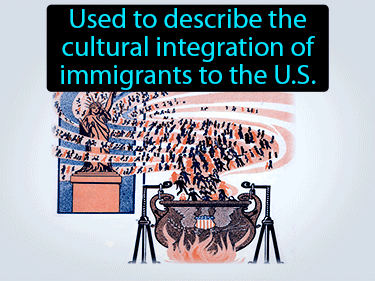 Used to describe the
cultural integration of
immigrants to the U.S.